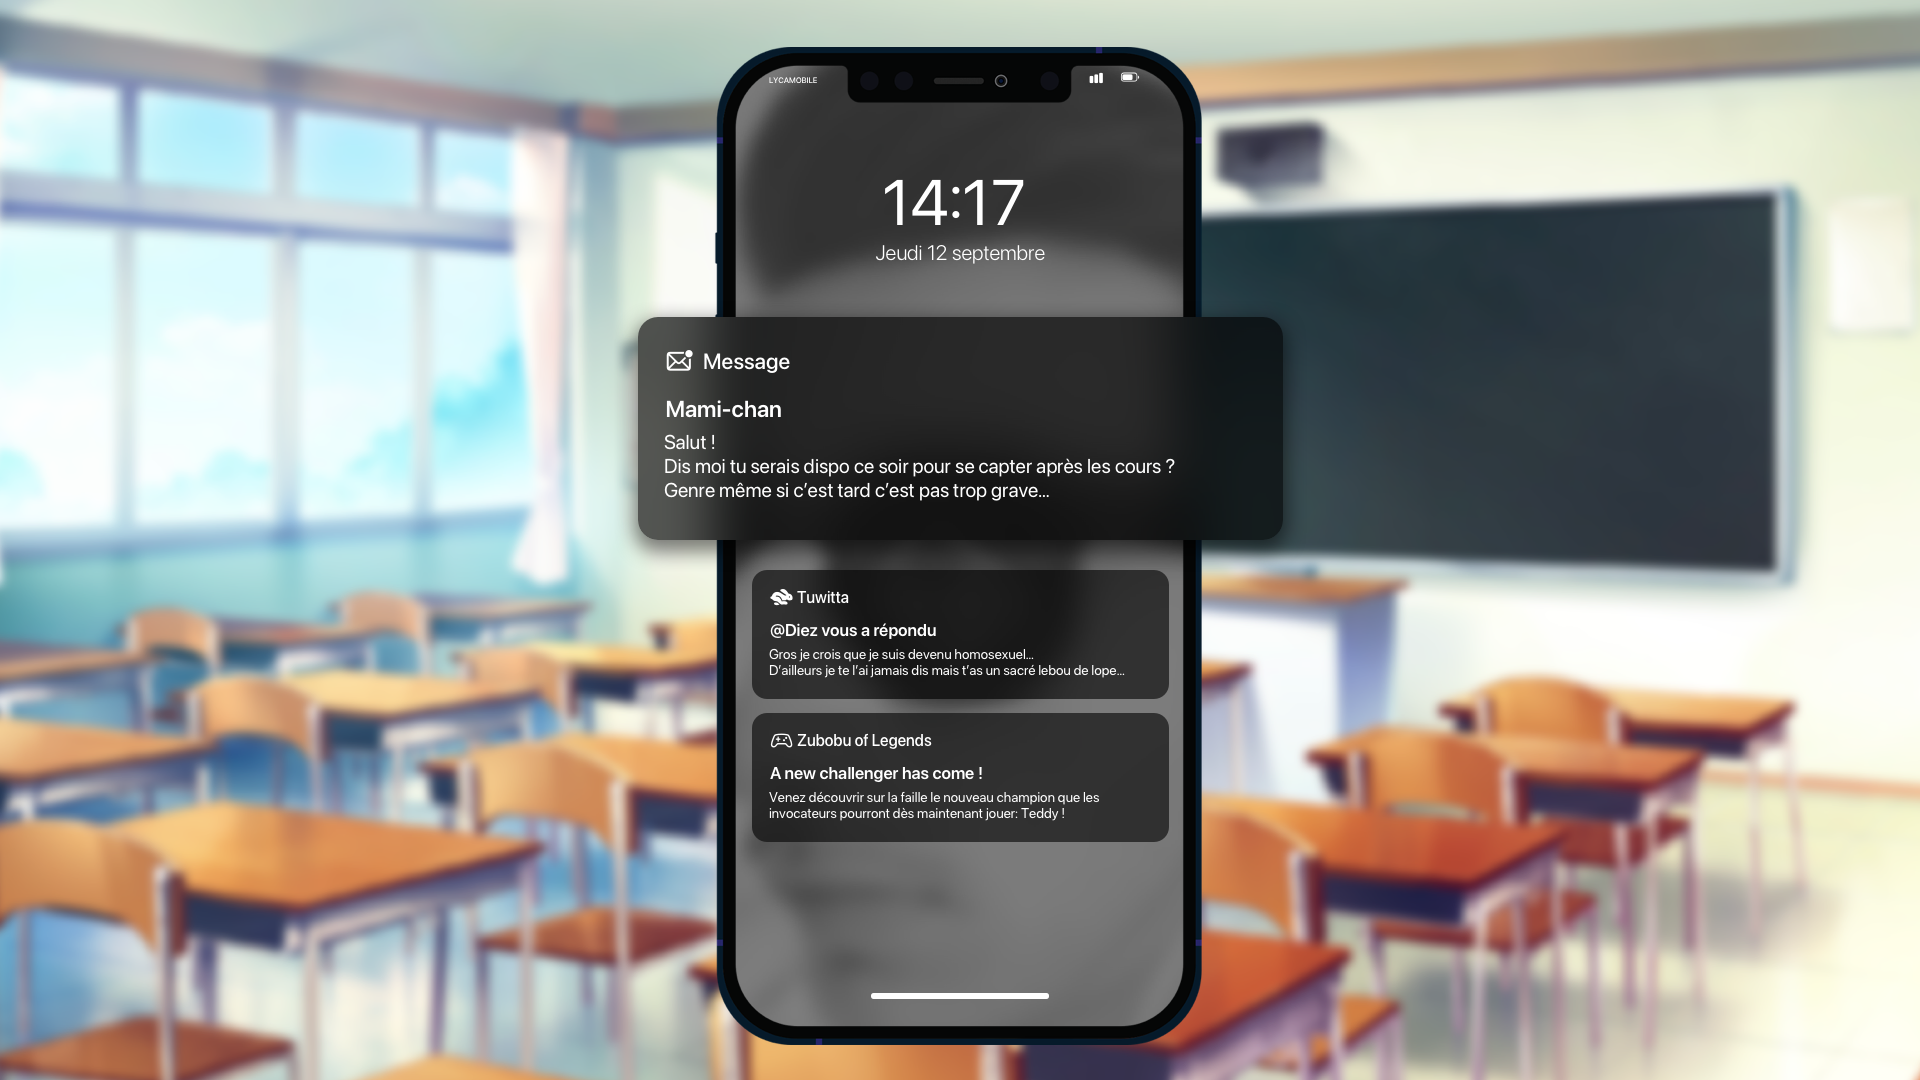 LYCAMOBILE
14:17
Jeudi 12 septembre
Message
Mami-chan
Salut !
Dis moi tu serais dispo ce soir pour se capter après les cours ?
Genre même si c’est tard c’est pas trop grave...
Tuwitta
@Diez vous a répondu
Gros je crois que je suis devenu homosexuel...
D’ailleurs je te l’ai jamais dis mais t’as un sacré lebou de lope...
Zubobu of Legends
A new challenger has come !
Venez découvrir sur la faille le nouveau champion que les
invocateurs pourront dès maintenant jouer: Teddy !